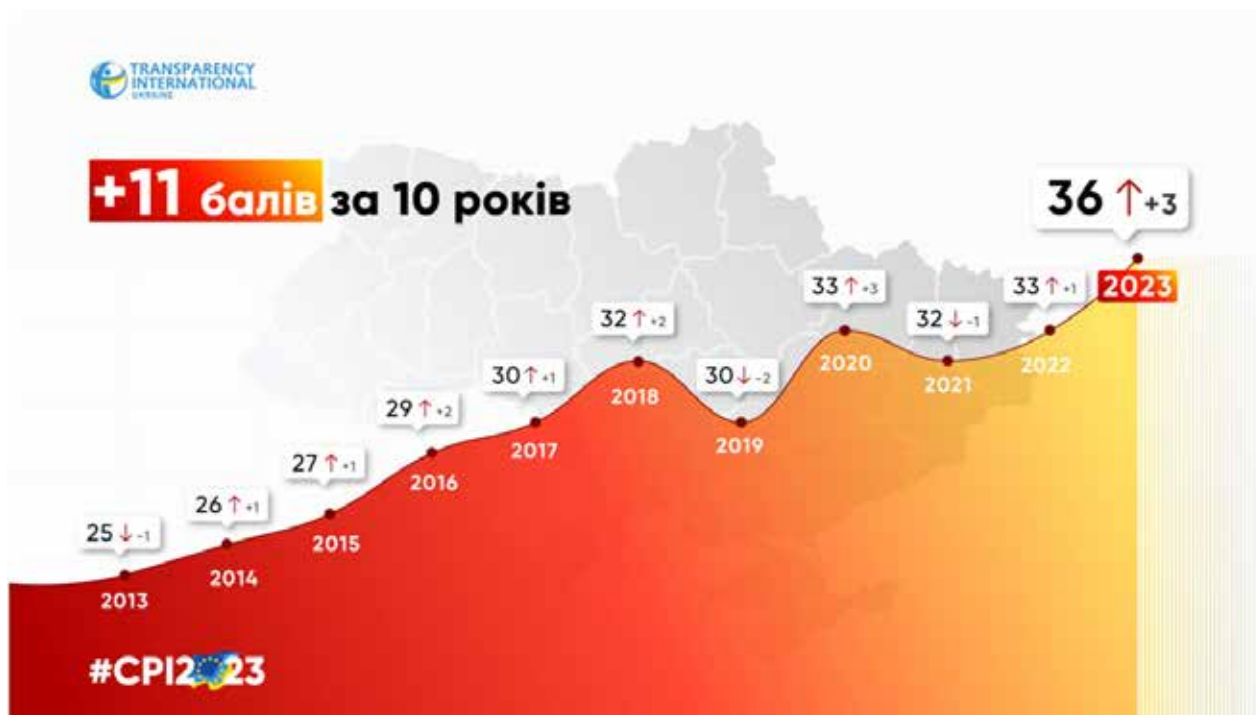 TRANSPARENCY
INTERNATIONAL
UKRAINE
+11 балів за 10 років
25 ↓ -1
2013
26 ↑ +1
2014
27 ↑ +1
2015
29 ↑ +2
2016
30 ↑ +1
2017
32 ↑ +2
2018
30 ↓ -2
2019
33 ↑ +3
2020
32 ↓ -1
2021
33 ↑ +1
2022
36 ↑ +3
2023
#CPI2023